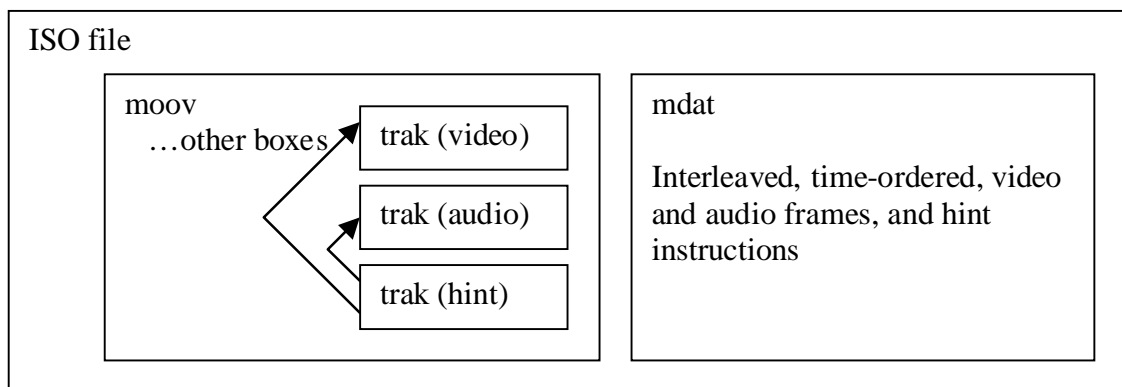 ISO file
moov
…other boxes
trak (video)
trak (audio)
trak (hint)
mdat
Interleaved, time-ordered, video
and audio frames, and hint
instructions